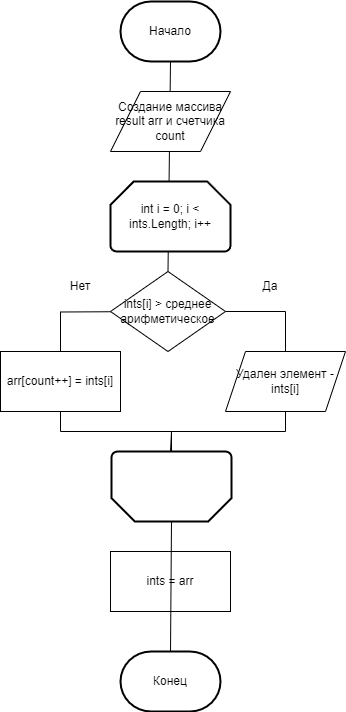 Начало
Создание массива
result arr и счетчика
count
int i = 0; i <
ints.Length; i++
Нет
Да
ints[i] > среднее
арифметическое
arr[count++] = ints[i]
Удален элемент -
ints[i]
ints = arr
Конец